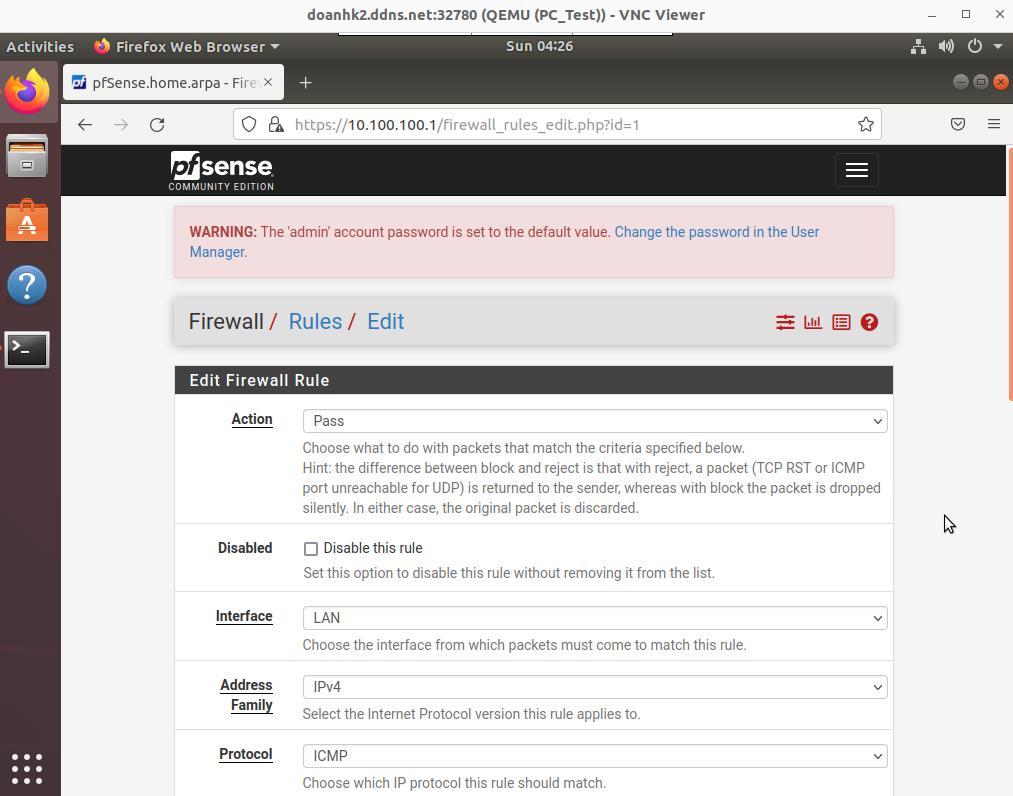 doanhk2.ddns.net:32780 (QEMU (PC_Test)) - VNC Viewer
Activities
Firefox Web Browser
Sun 04:26
pfSense.home.arpa - Fire
https://10.100.100.1/firewall_rules_edit.php?id=1
pfsense
COMMUNITY EDITION
WARNING: The 'admin' account password is set to the default value. Change the password in the User
Manager.
Firewall / Rules / Edit
Edit Firewall Rule
Action
Pass
Choose what to do with packets that match the criteria specified below.
Hint: the difference between block and reject is that with reject, a packet (TCP RST or ICMP
port unreachable for UDP) is returned to the sender, whereas with block the packet is dropped
silently. In either case, the original packet is discarded.
Disabled
Disable this rule
Set this option to disable this rule without removing it from the list.
Interface
LAN
Choose the interface from which packets must come to match this rule.
Address
Family
IPv4
Select the Internet Protocol version this rule applies to.
Protocol
ICMP
Choose which IP protocol this rule should match.